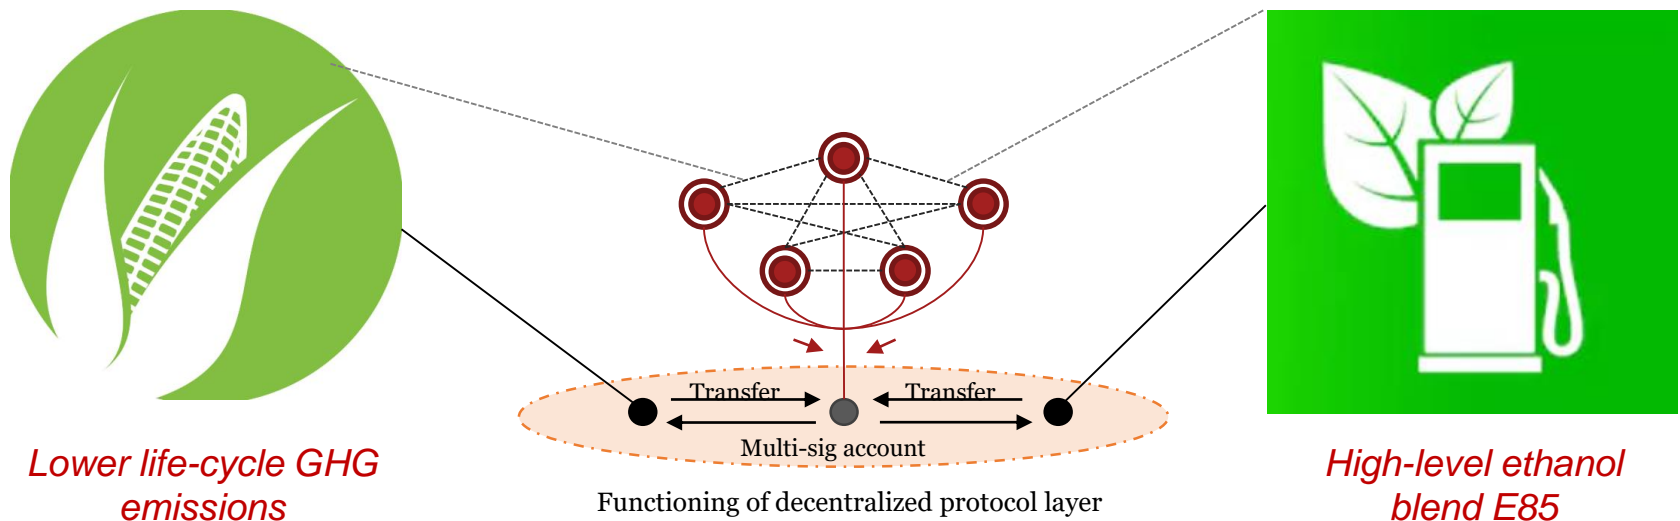 Transfer
Transfer
Multi-sig account
Lower life-cycle GHG
emissions
High-level ethanol
blend E85
Functioning of decentralized protocol layer